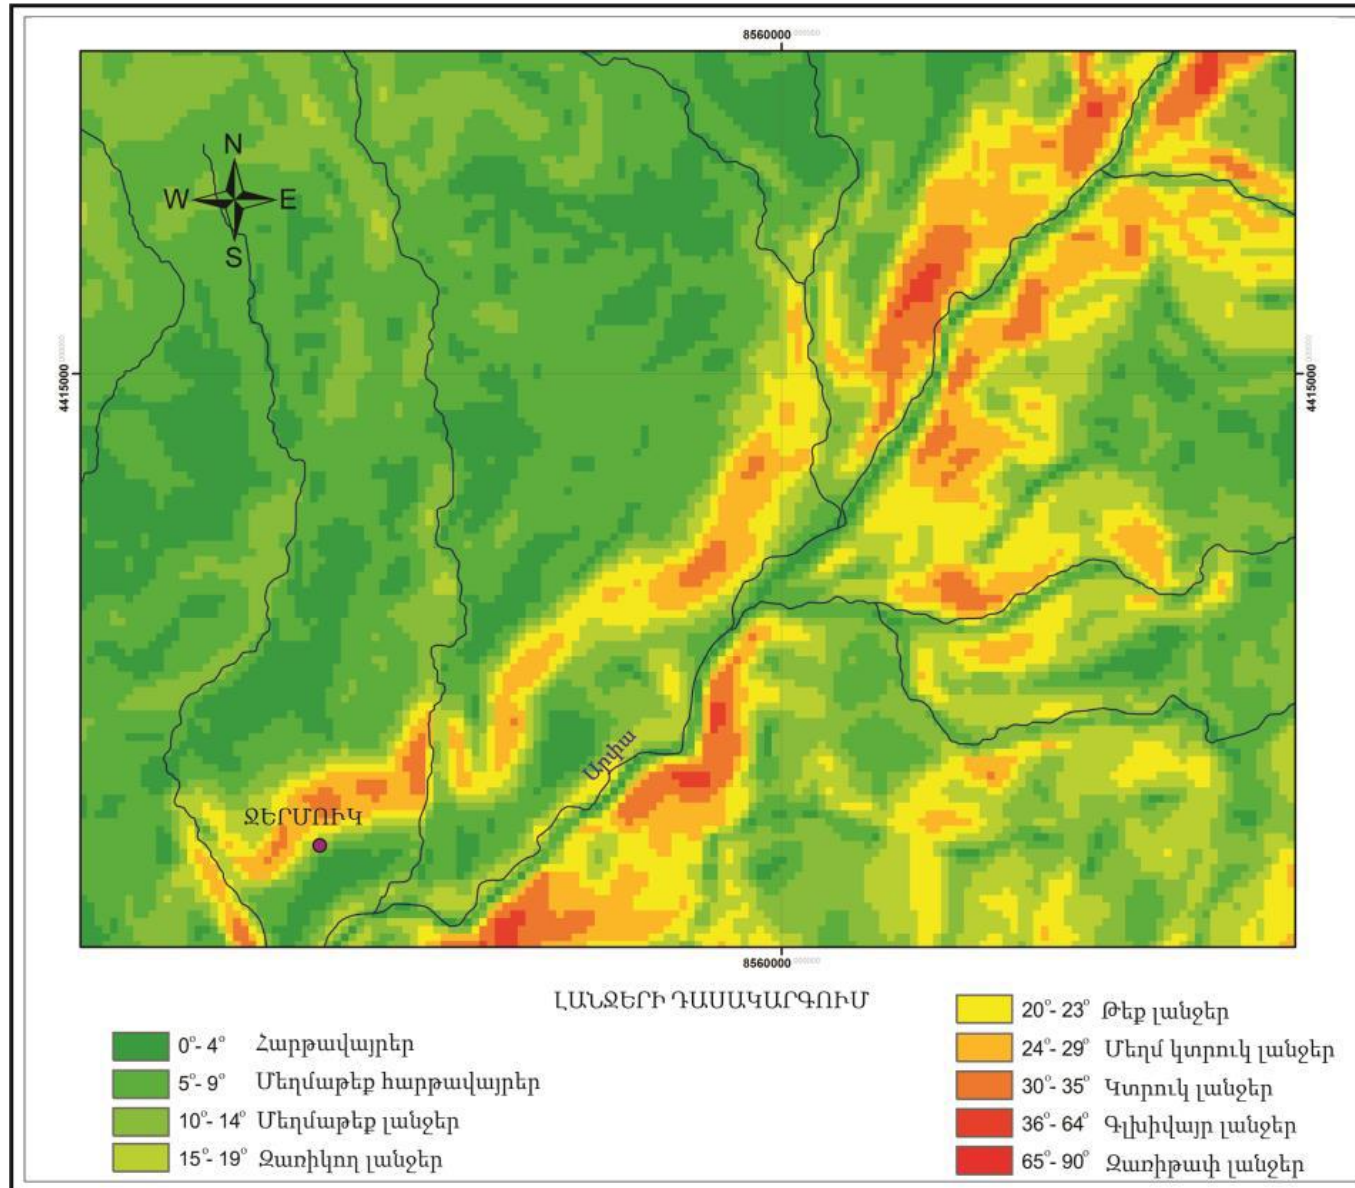 8560000
N
W E
S
4415000
4415000
Արփա
ՋԵՐՄՈՒԿ
8560000
ԼԱՆՋԵՐԻ ԴԱՍԱԿԱՐԳՈՒՄ
0°- 4° Հարթավայրեր
5°- 9° Մեղմաթեք հարթավայրեր
10°- 14° Մեղմաթեք լանջեր
15°- 19° Զառիկող լանջեր
20°- 23° Թեք լանջեր
24°- 29° Մեղմ կտրուկ լանջեր
30°- 35° Կտրուկ լանջեր
36°- 64° Գլխիվայր լանջեր
65°- 90° Զառիթափ լանջեր